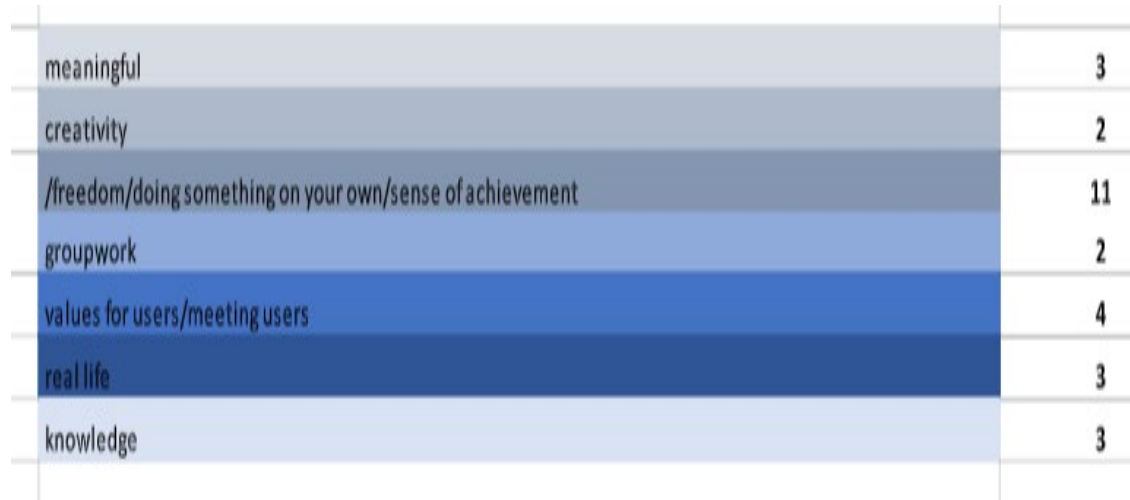 meaningful 3
creativity 2
/freedom/doing something on your own/sense of achievement 11
groupwork 2
values for users/meeting users 4
real life 3
knowledge 3